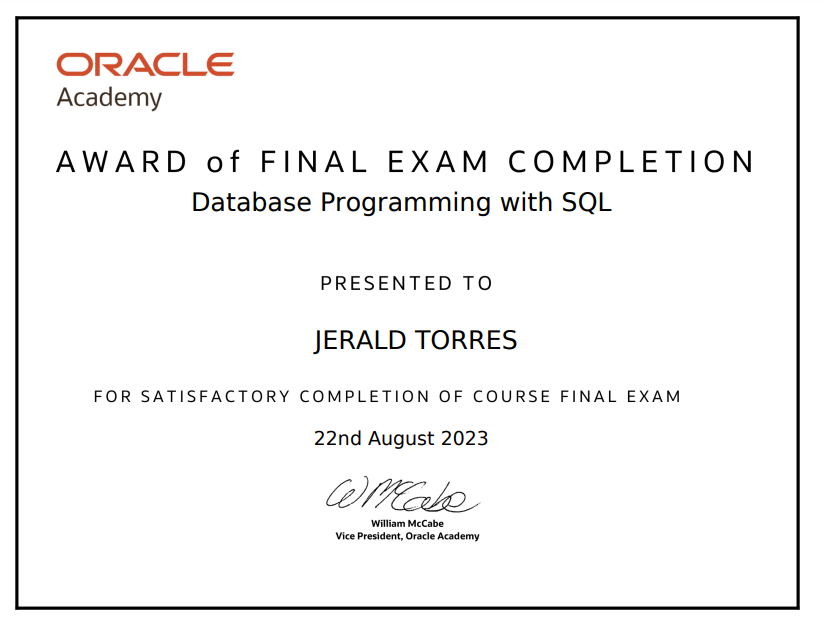 ORACLE
Academy
AWARD of FINAL EXAM COMPLETION
Database Programming with SQL
PRESENTED TO
JERALD TORRES
FOR SATISFACTORY COMPLETION OF COURSE FINAL EXAM
22nd August 2023
W McCabe
William McCabe
Vice President, Oracle Academy